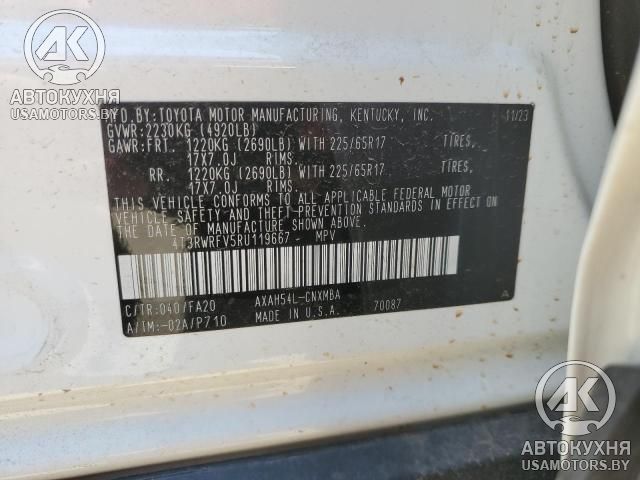 АК
АВТОКУХНЯ
USAMOTORS.BY
MFD.BY:TOYOTA MOTOR MANUFACTURING, KENTUCKY, INC. 11/23
GVWR:2230KG (4920LB)
GAWR:FRT. 1220KG (2690LB) WITH 225/65R17 TIRES,
17X7.0J RIMS.
RR. 1220KG (2690LB) WITH 225/65R17 TIRES,
17X7.0J RIMS.
THIS VEHICLE CONFORMS TO ALL APPLICABLE FEDERAL MOTOR
VEHICLE SAFETY AND THEFT PREVENTION STANDARDS IN EFFECT ON
THE DATE OF MANUFACTURE SHOWN ABOVE.
4T3RWRFV5RU119667 - MPV
C/TR:040/FA20 AXAH54L-CNXMBA A
A/TM:-02A/P710 MADE IN U.S.A. 70087
АК
АВТОКУХНЯ
USAMOTORS.BY